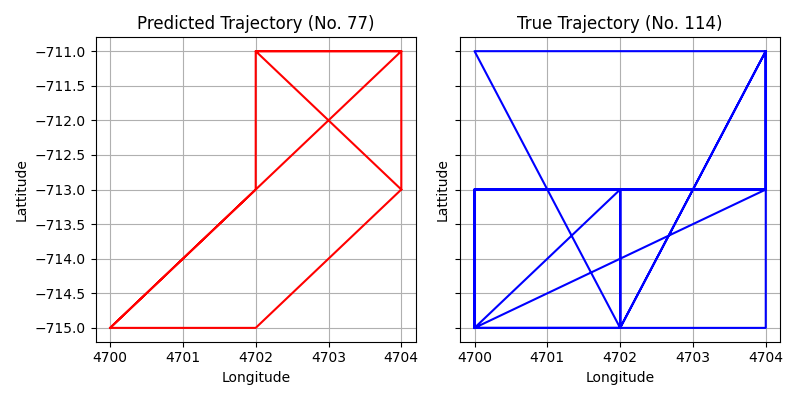 Predicted Trajectory (No. 77)
True Trajectory (No. 114)
Lattitude
−711.0
−711.5
−712.0
−712.5
−713.0
−713.5
−714.0
−714.5
−715.0
4700 4701 4702 4703 4704
Longitude
Lattitude
4700 4701 4702 4703 4704
Longitude